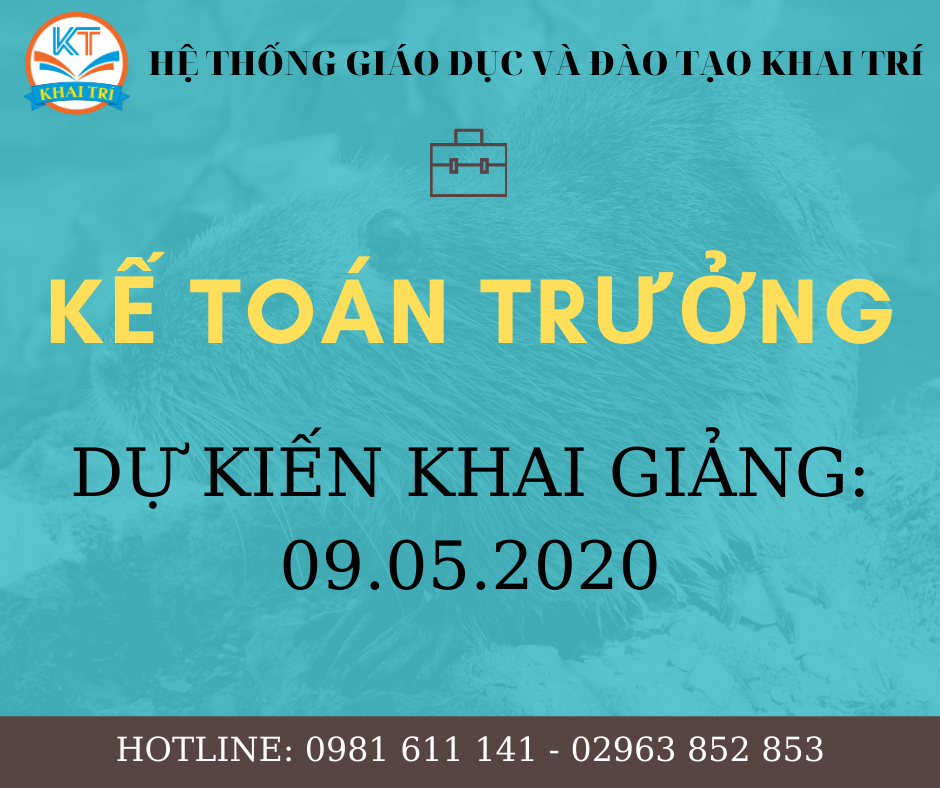 KT
KHAI TRÍ
HỆ THỐNG GIÁO DỤC VÀ ĐÀO TẠO KHAI TRÍ
KẾ TOÁN TRƯỞNG
DỰ KIẾN KHAI GIẢNG:
09.05.2020
HOTLINE: 0981 611 141 - 02963 852 853